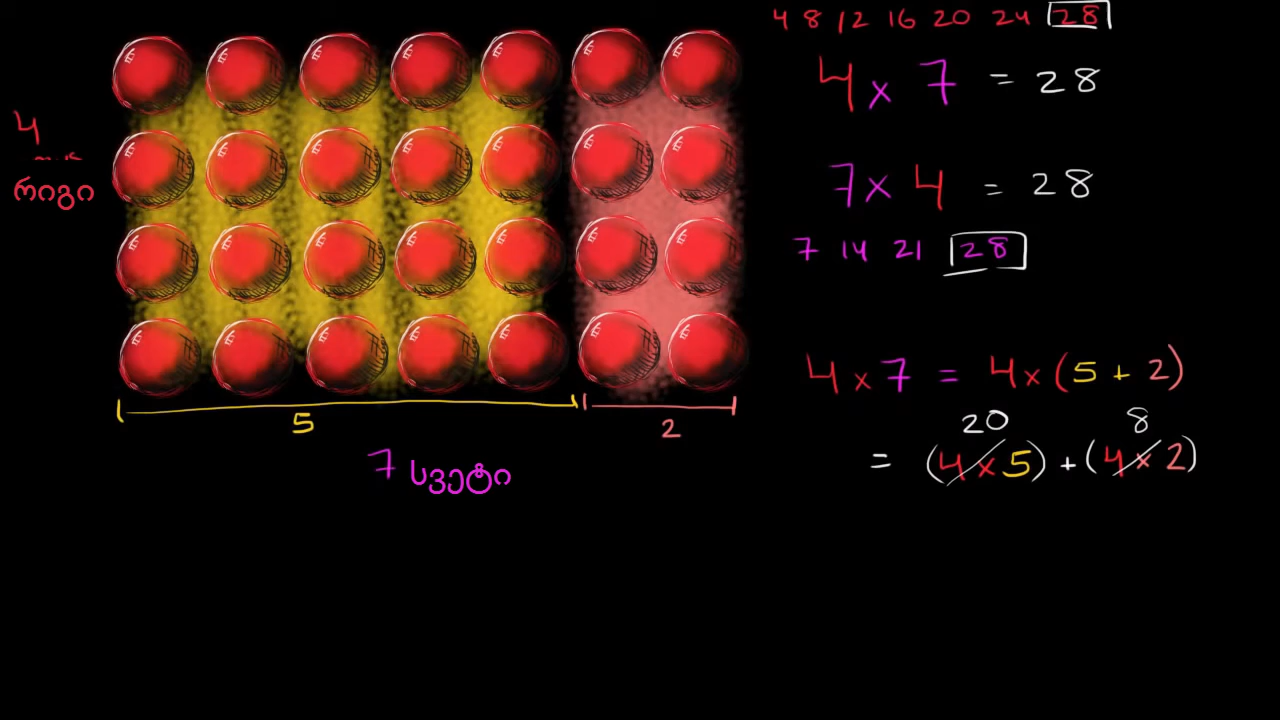 4
რიგი
5
2
7 სვეტი
4 8 12 16 20 24 28
4 x 7 = 28
7 x 4 = 28
7 14 21 28
4 x 7 = 4 x (5 + 2)
20 8
= (4 x 5) + (4 x 2)